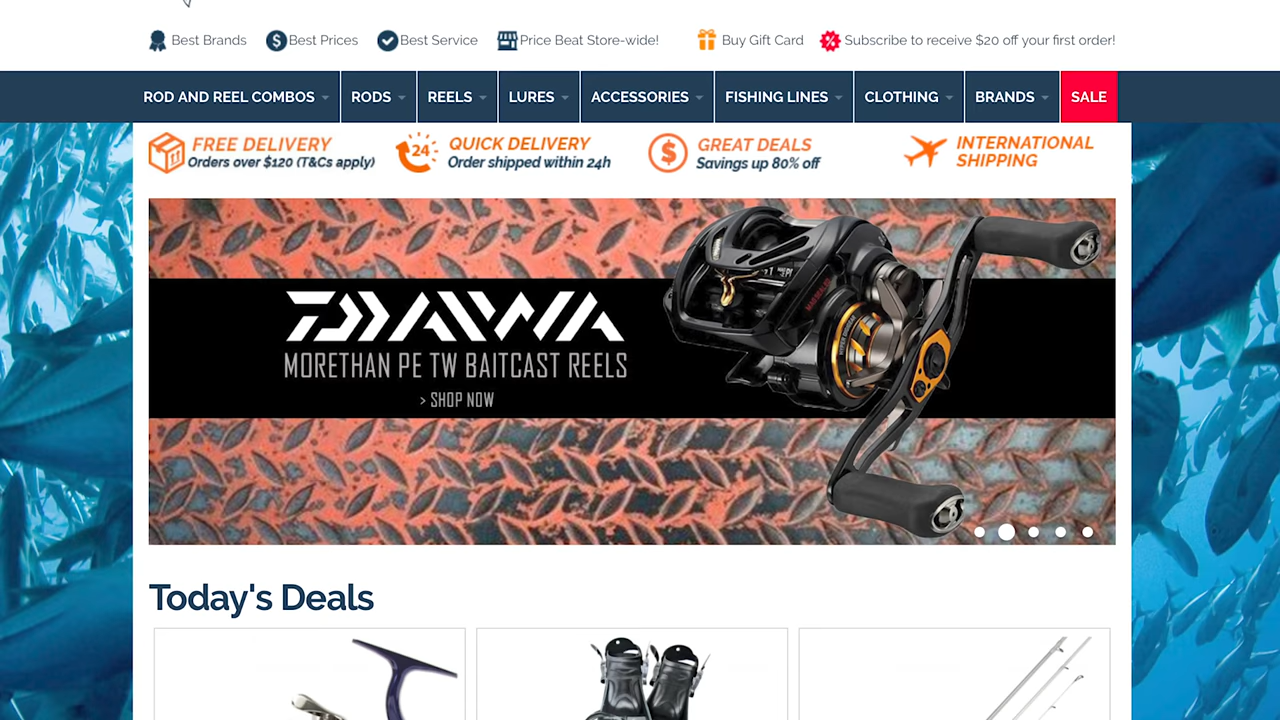 Best Brands
Best Prices
Best Service
Price Beat Store-wide!
Buy Gift Card
Subscribe to receive $20 off your first order!
ROD AND REEL COMBOS
RODS
REELS
LURES
ACCESSORIES
FISHING LINES
CLOTHING
BRANDS
SALE
FREE DELIVERY
Orders over $120 (T&Cs apply)
24
QUICK DELIVERY
Order shipped within 24h
GREAT DEALS
Savings up 80% off
INTERNATIONAL
SHIPPING
DAIWA
MORETHAN PE TW BAITCAST REELS
> SHOP NOW
Today's Deals